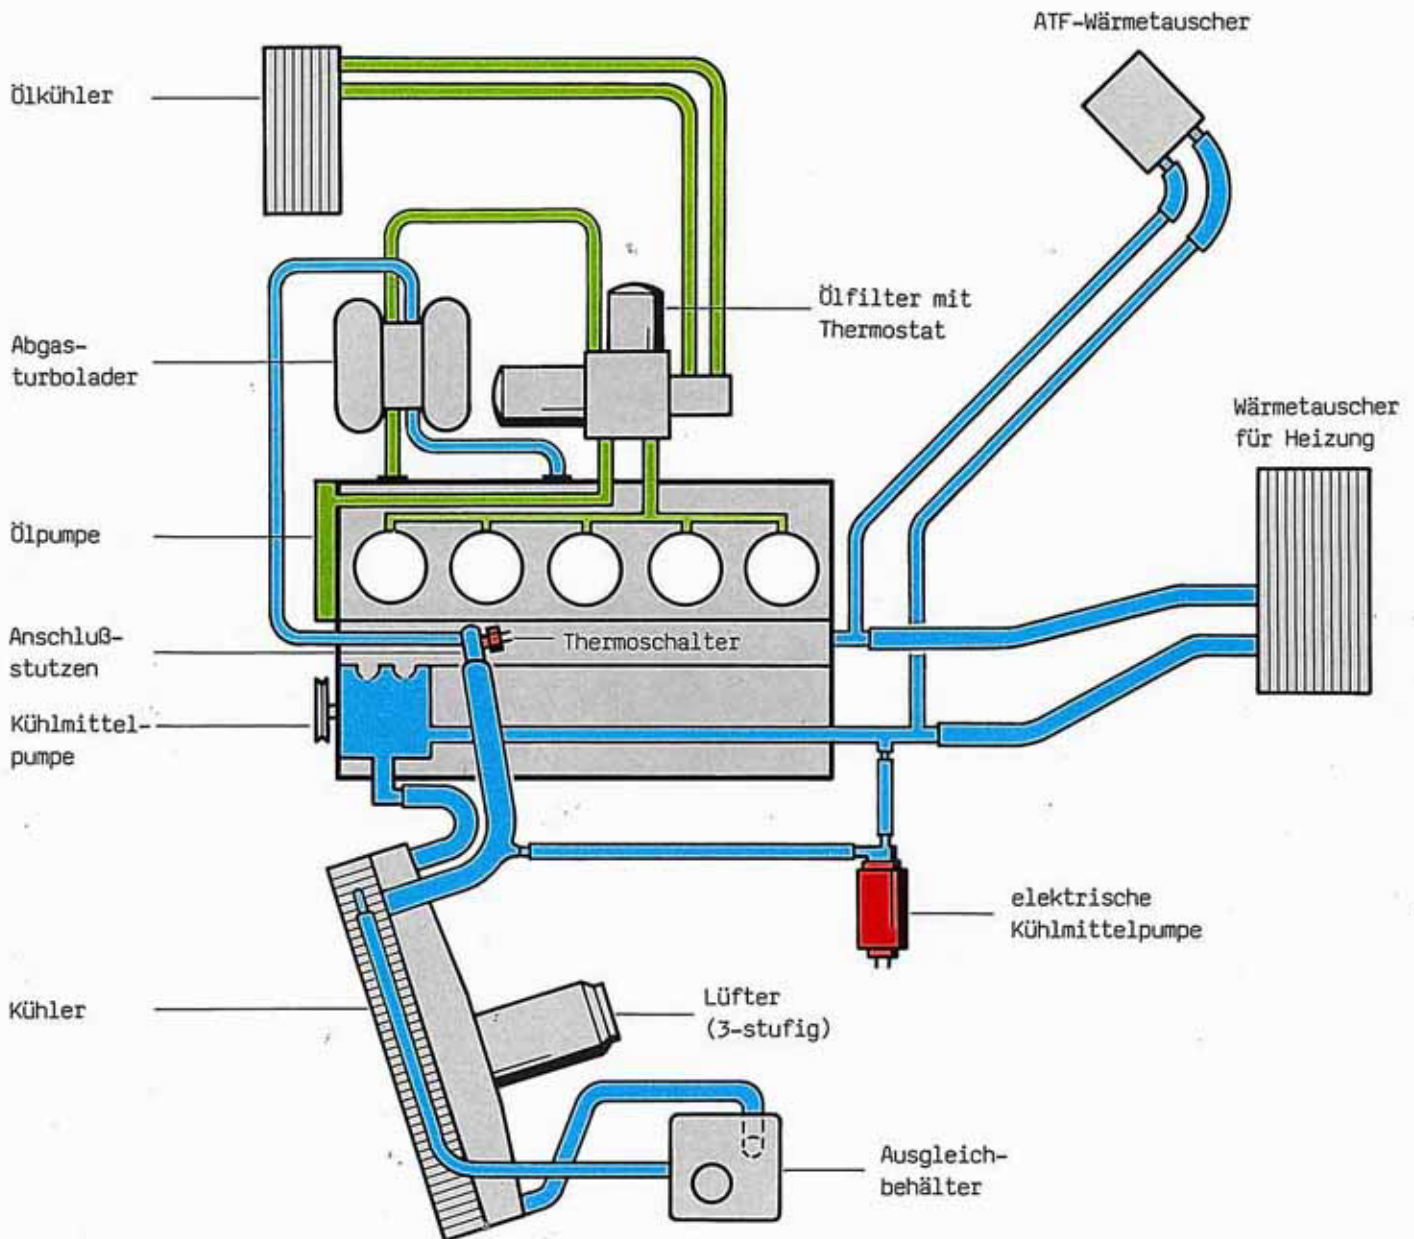 ATF-Wärmetauscher
Ölkühler
Ölfilter mit
Thermostat
Abgas-
turbolader
Wärmetauscher
für Heizung
Ölpumpe
Anschluß-
stutzen
Thermoschalter
Kühlmittel-
pumpe
elektrische
Kühlmittelpumpe
Kühler
Lüfter
(3-stufig)
Ausgleich-
behälter